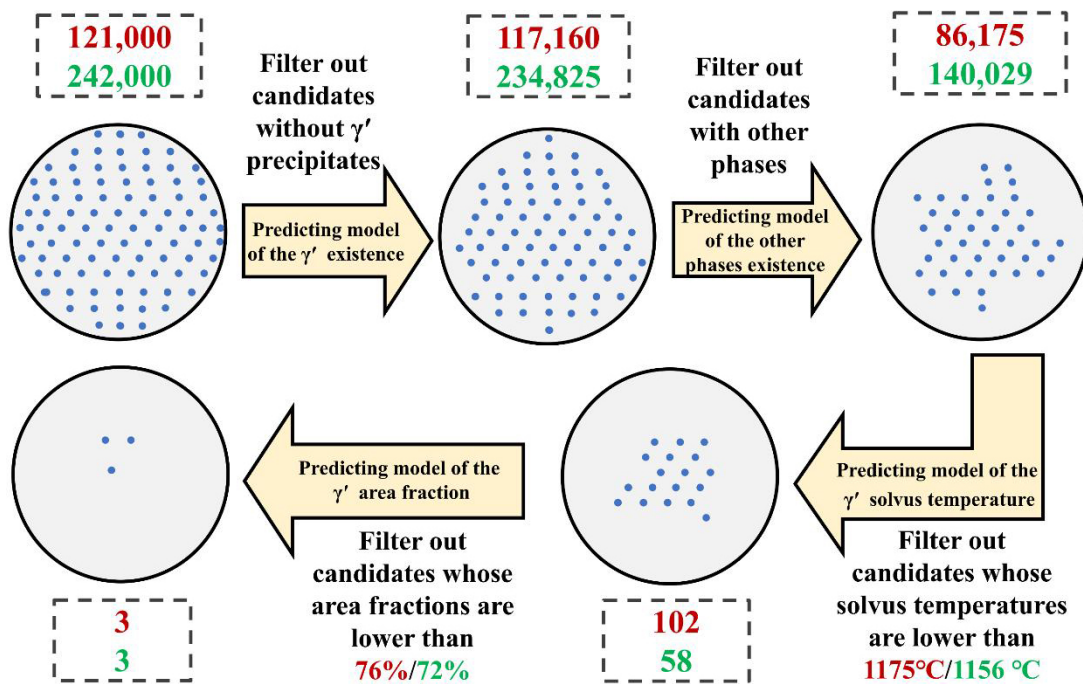 121,000
242,000
Filter out
candidates
without γ′
precipitates
Predicting model
of the γ′ existence
117,160
234,825
Filter out
candidates
with other
phases
Predicting model
of the other
phases existence
86,175
140,029
Predicting model of the
γ′ solvus temperature
Filter out
candidates whose
solvus temperatures
are lower than
1175℃/1156 ℃
102
58
Predicting model of the
γ′ area fraction
Filter out
candidates whose
area fractions are
lower than
76%/72%
3
3